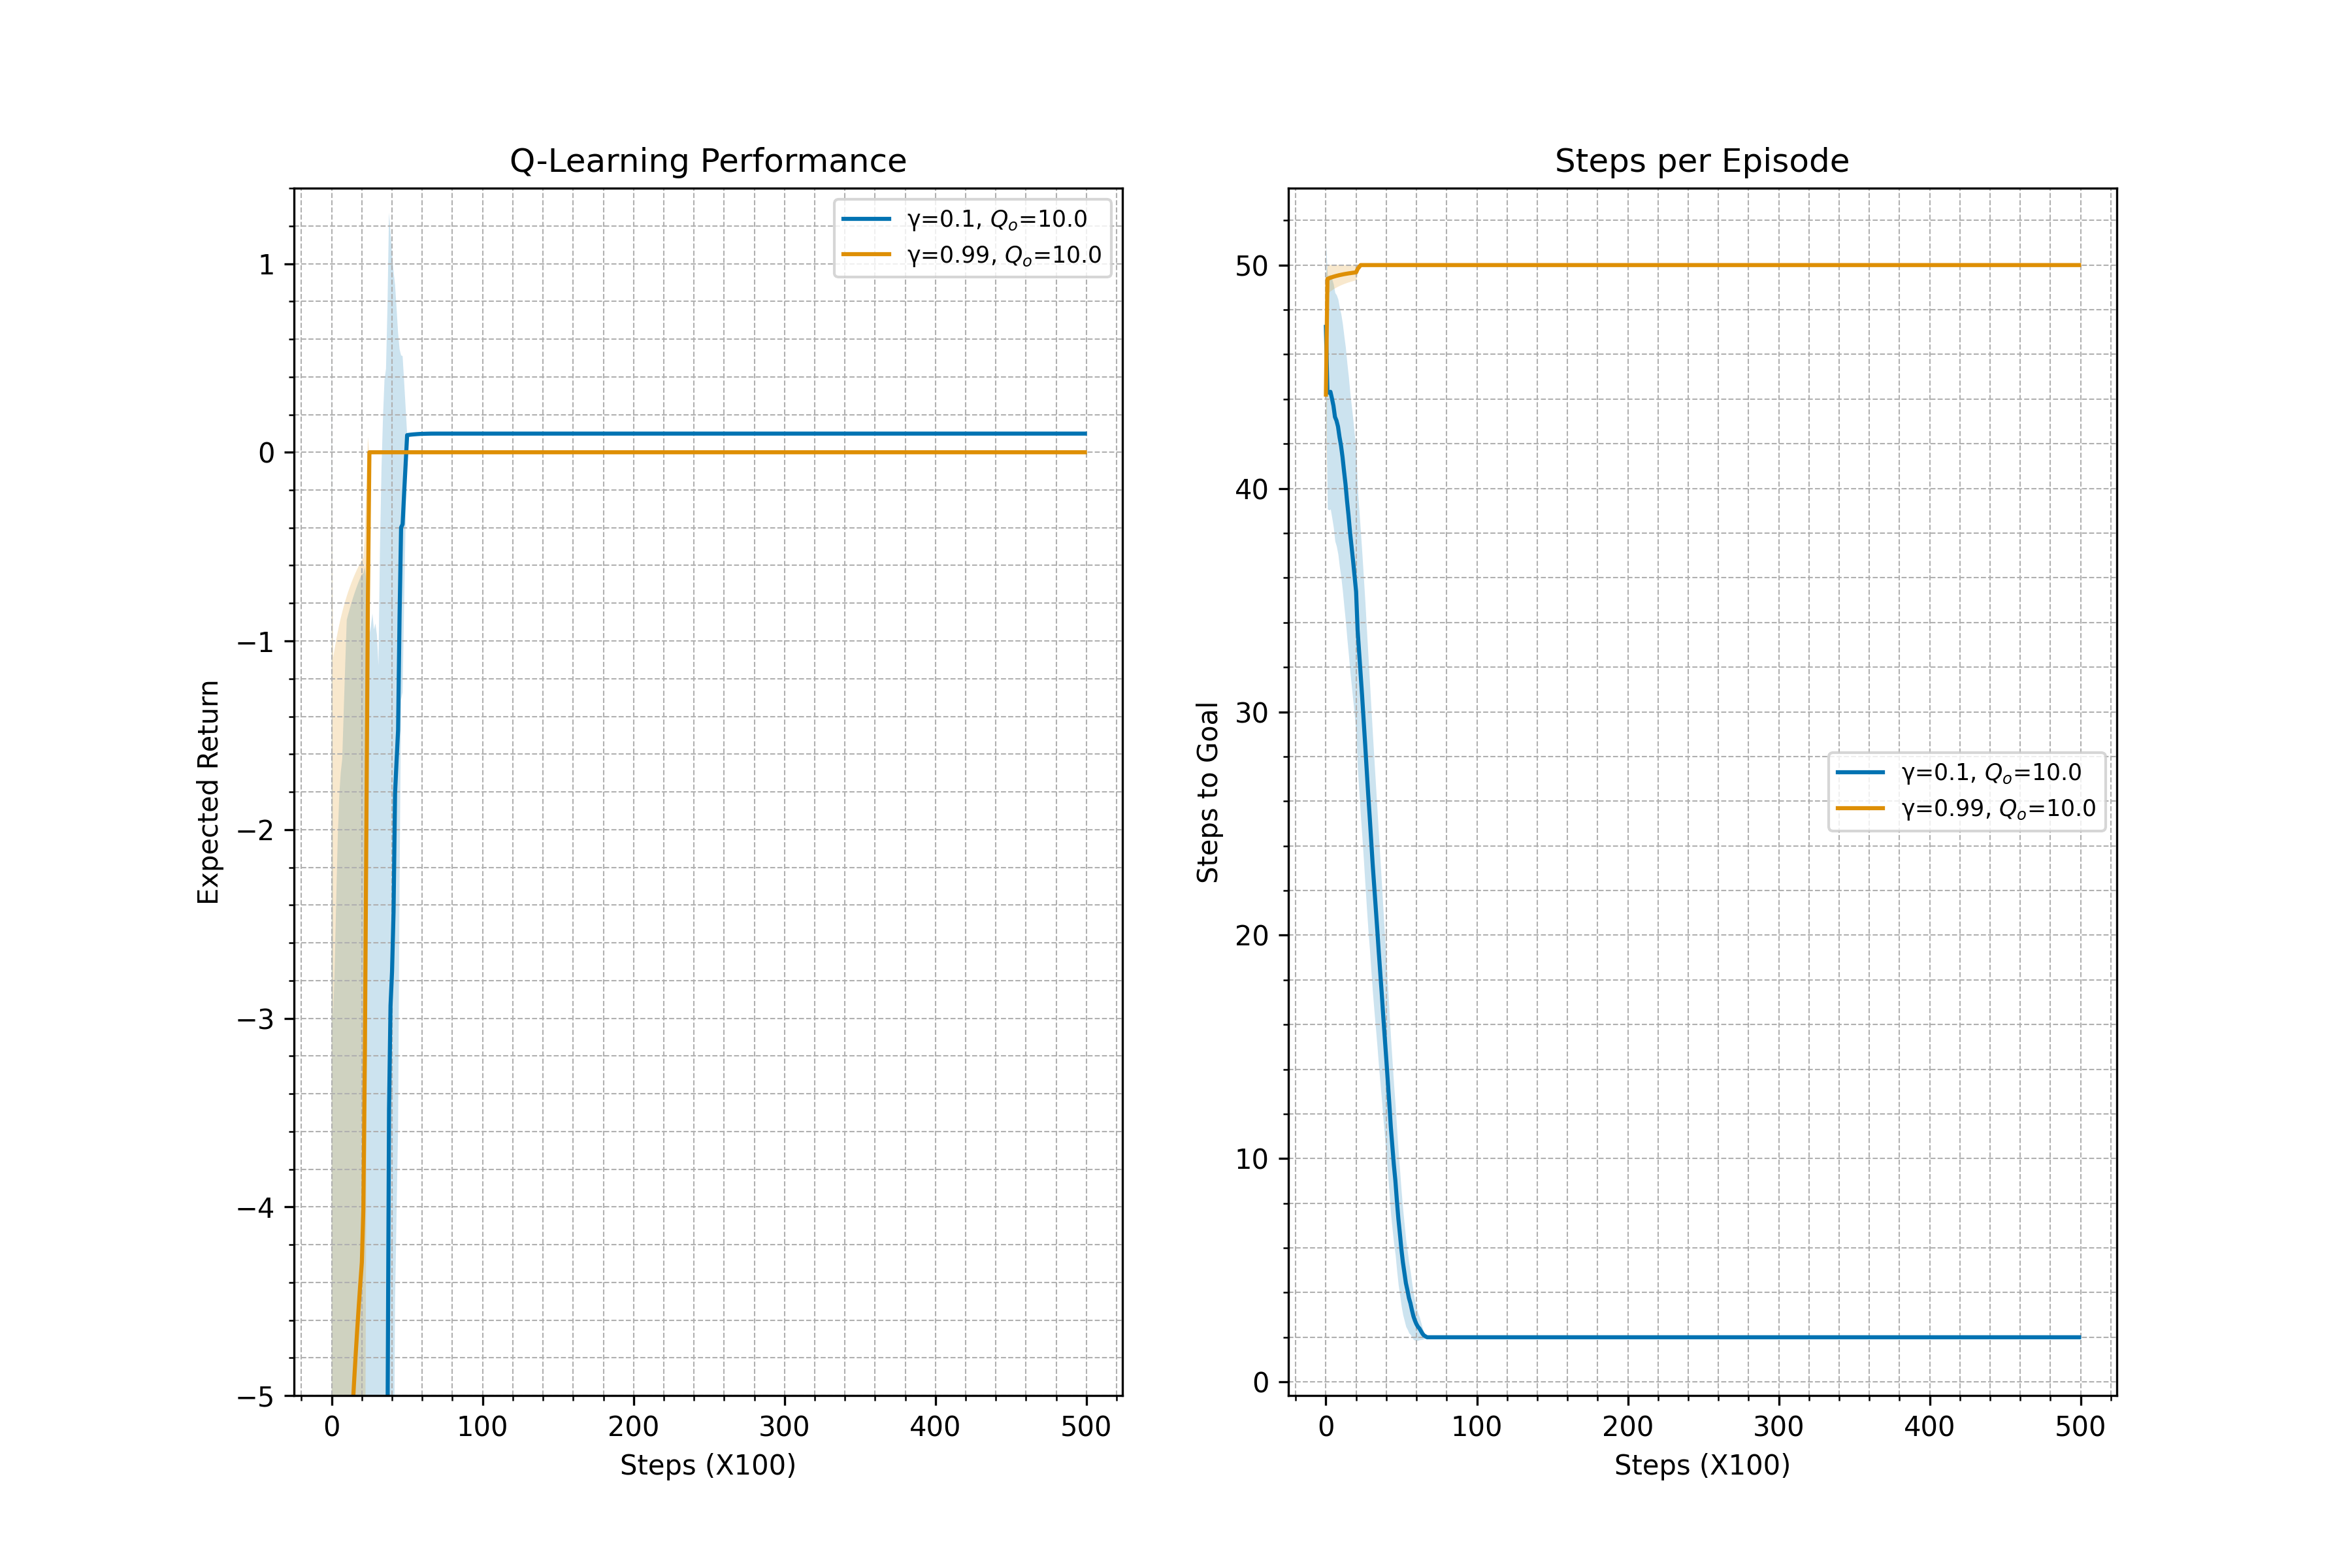 Q-Learning Performance
γ=0.1, Qₒ=10.0
γ=0.99, Qₒ=10.0
1
0
−1
−2
−3
−4
−5
Expected Return
0 100 200 300 400 500
Steps (X100)
Steps per Episode
50
40
30
20
10
0
Steps to Goal
γ=0.1, Qₒ=10.0
γ=0.99, Qₒ=10.0
0 100 200 300 400 500
Steps (X100)